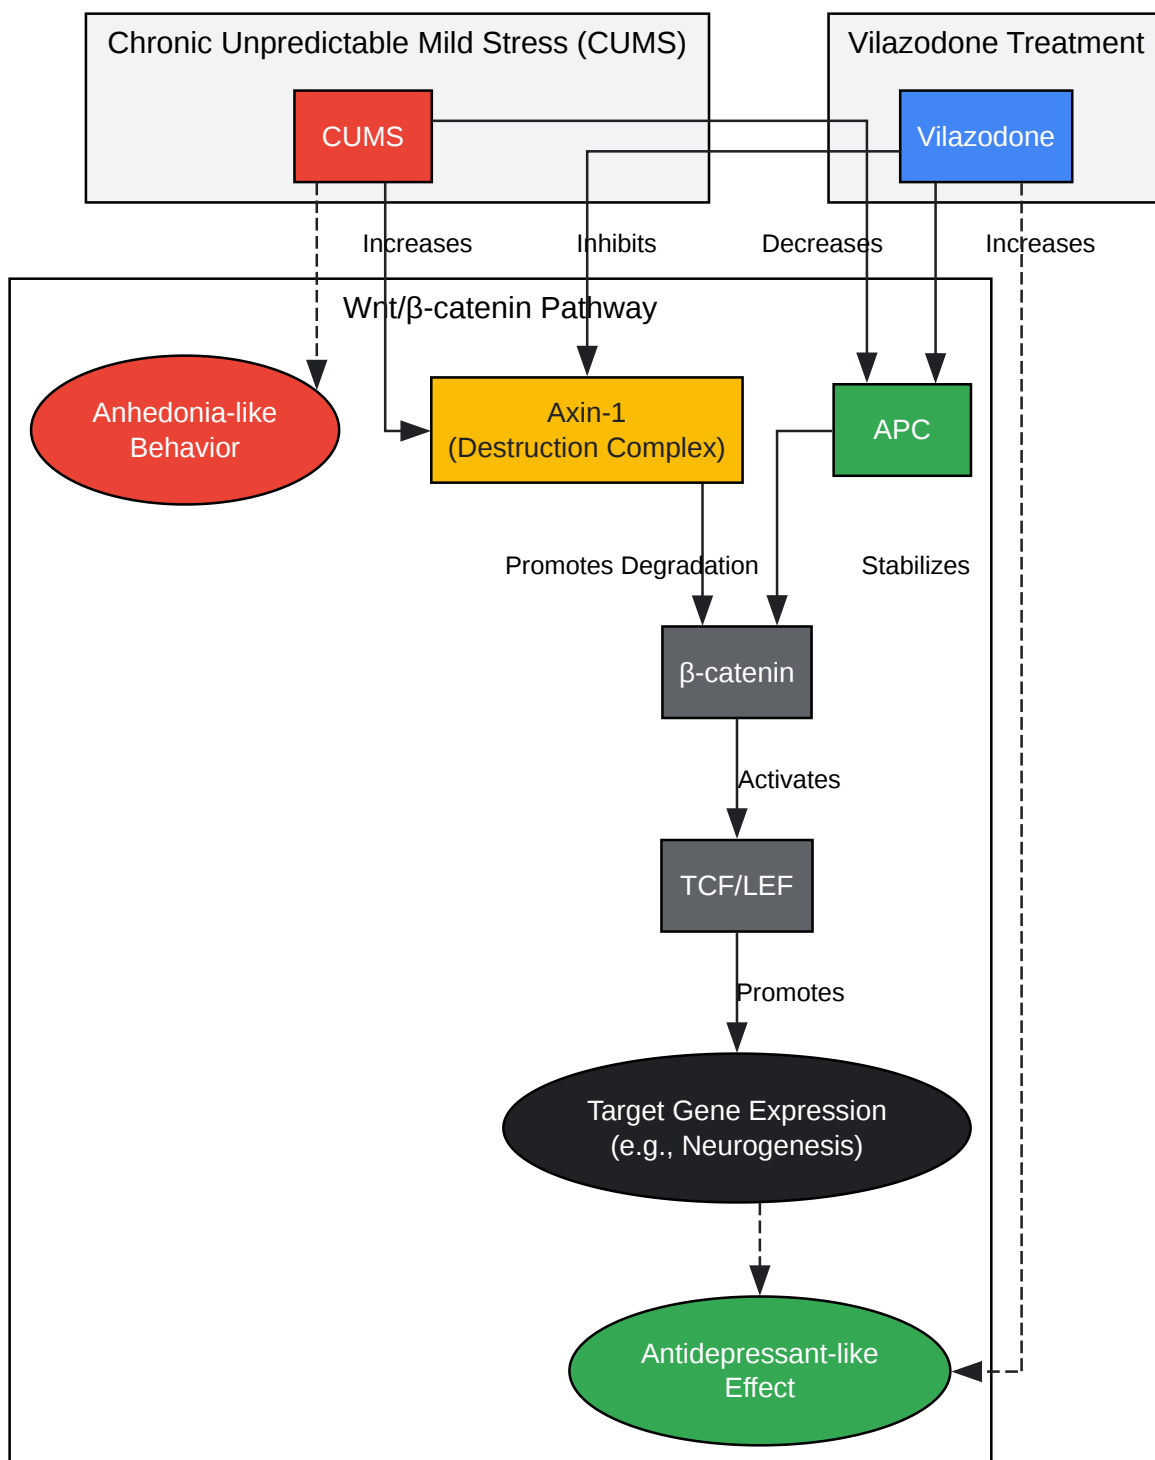 Chronic Unpredictable Mild Stress (CUMS)
Vilazodone Treatment
CUMS
Vilazodone
Increases
Inhibits
Decreases
Increases
Wnt/β-catenin Pathway
Anhedonia-like
Behavior
Axin-1
(Destruction Complex)
APC
Promotes Degradation
Stabilizes
β-catenin
Activates
TCF/LEF
Promotes
Target Gene Expression
(e.g., Neurogenesis)
Antidepressant-like
Effect